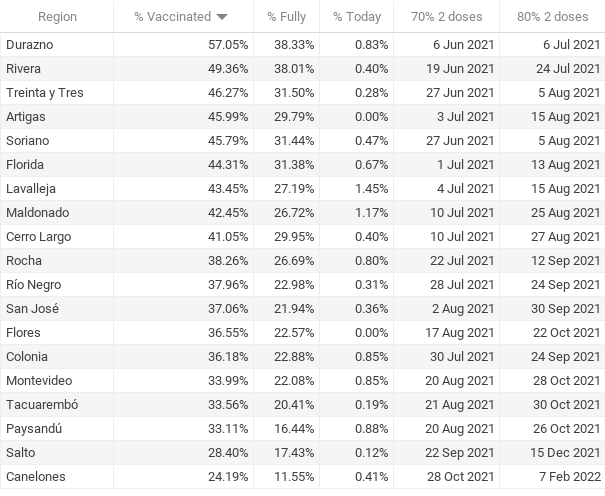 Region % Vaccinated % Fully % Today 70% 2 doses 80% 2 doses
Durazno 57.05% 38.33% 0.83% 6 Jun 2021 6 Jul 2021
Rivera 49.36% 38.01% 0.40% 19 Jun 2021 24 Jul 2021
Treinta y Tres 46.27% 31.50% 0.28% 27 Jun 2021 5 Aug 2021
Artigas 45.99% 29.79% 0.00% 3 Jul 2021 15 Aug 2021
Soriano 45.79% 31.44% 0.47% 27 Jun 2021 5 Aug 2021
Florida 44.31% 31.38% 0.67% 1 Jul 2021 13 Aug 2021
Lavalleja 43.45% 27.19% 1.45% 4 Jul 2021 15 Aug 2021
Maldonado 42.45% 26.72% 1.17% 10 Jul 2021 25 Aug 2021
Cerro Largo 41.05% 29.95% 0.40% 10 Jul 2021 27 Aug 2021
Rocha 38.26% 26.69% 0.80% 22 Jul 2021 12 Sep 2021
Río Negro 37.96% 22.98% 0.31% 28 Jul 2021 24 Sep 2021
San José 37.06% 21.94% 0.36% 2 Aug 2021 30 Sep 2021
Flores 36.55% 22.57% 0.00% 17 Aug 2021 22 Oct 2021
Colonia 36.18% 22.88% 0.85% 30 Jul 2021 24 Sep 2021
Montevideo 33.99% 22.08% 0.85% 20 Aug 2021 28 Oct 2021
Tacuarembó 33.56% 20.41% 0.19% 21 Aug 2021 30 Oct 2021
Paysandú 33.11% 16.44% 0.88% 20 Aug 2021 26 Oct 2021
Salto 28.40% 17.43% 0.12% 22 Sep 2021 15 Dec 2021
Canelones 24.19% 11.55% 0.41% 28 Oct 2021 7 Feb 2022